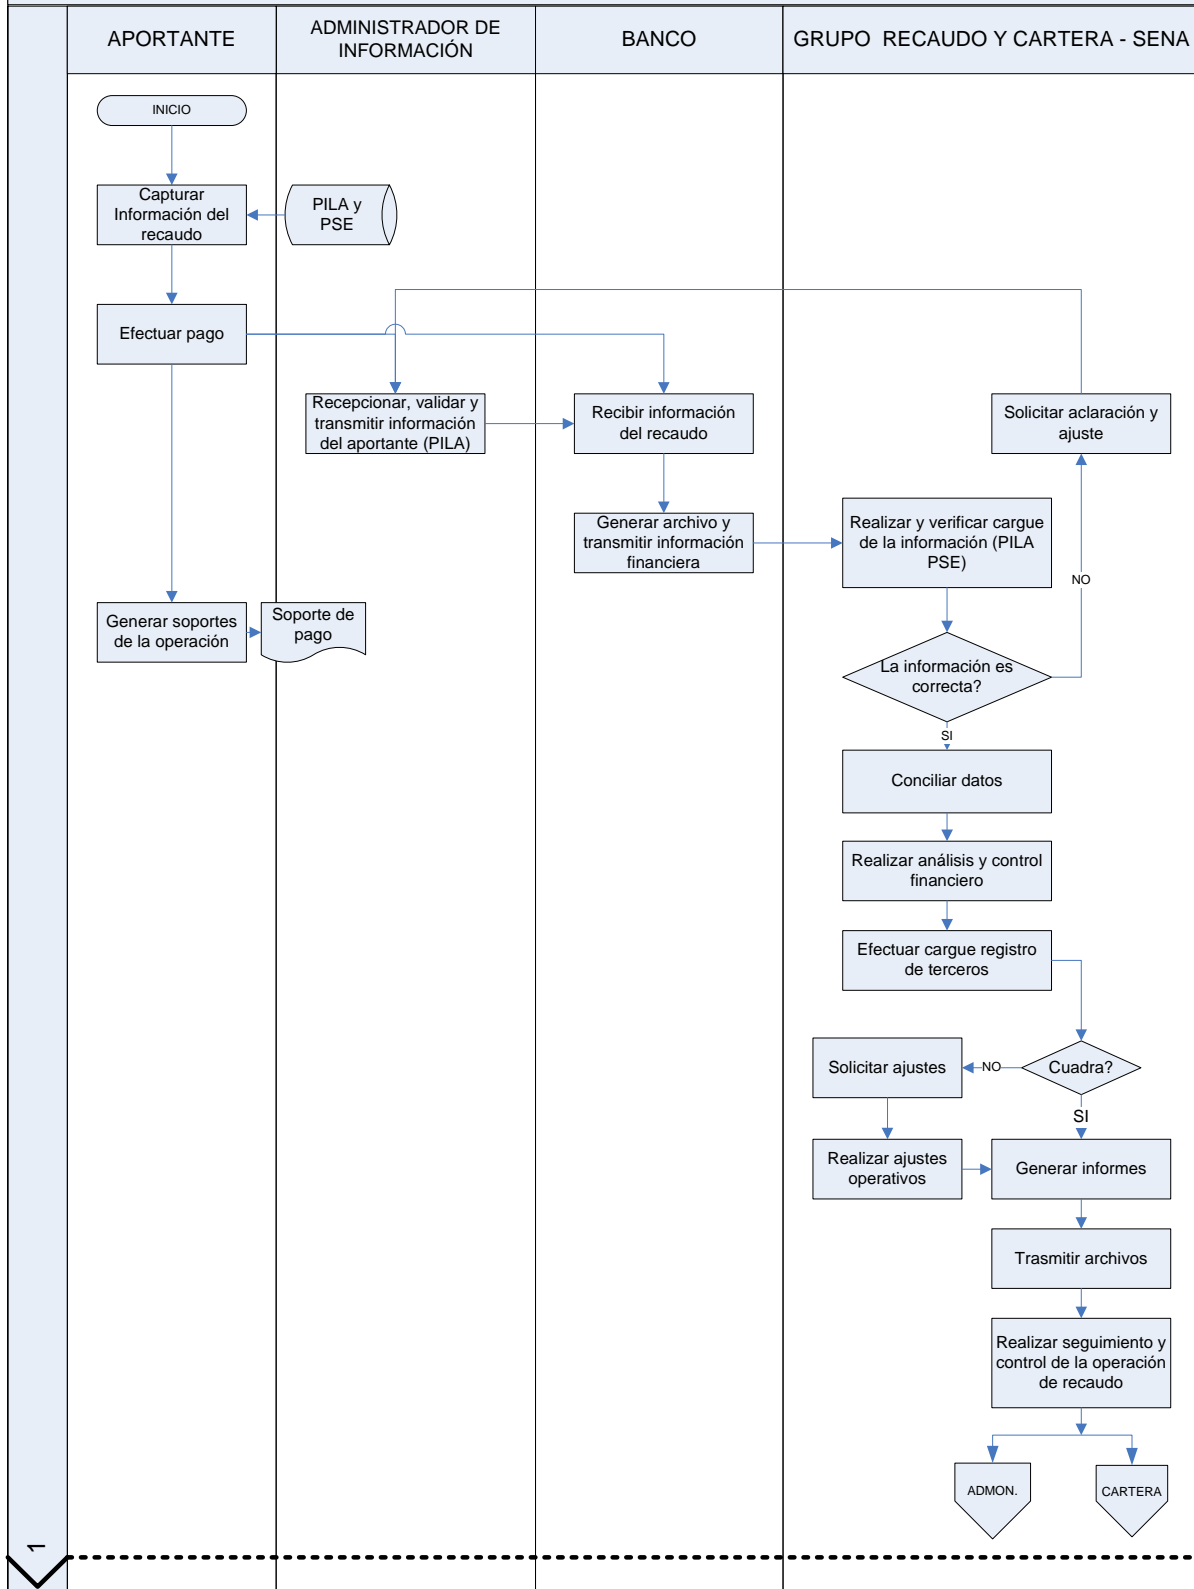 APORTANTE
ADMINISTRADOR DE
INFORMACIÓN
BANCO
GRUPO RECAUDO Y CARTERA - SENA
INICIO
Capturar
Información del
recaudo
PILA y
PSE
Efectuar pago
Recepcionar, validar y
transmitir información
del aportante (PILA)
Recibir información
del recaudo
Solicitar aclaración y
ajuste
Generar archivo y
transmitir información
financiera
Realizar y verificar cargue
de la información (PILA
PSE)
NO
Generar soportes
de la operación
Soporte de
pago
La información es
correcta?
SI
Conciliar datos
Realizar análisis y control
financiero
Efectuar cargue registro
de terceros
Solicitar ajustes
NO
Cuadra?
SI
Realizar ajustes
operativos
Generar informes
Trasmitir archivos
Realizar seguimiento y
control de la operación
de recaudo
ADMON.
CARTERA
1